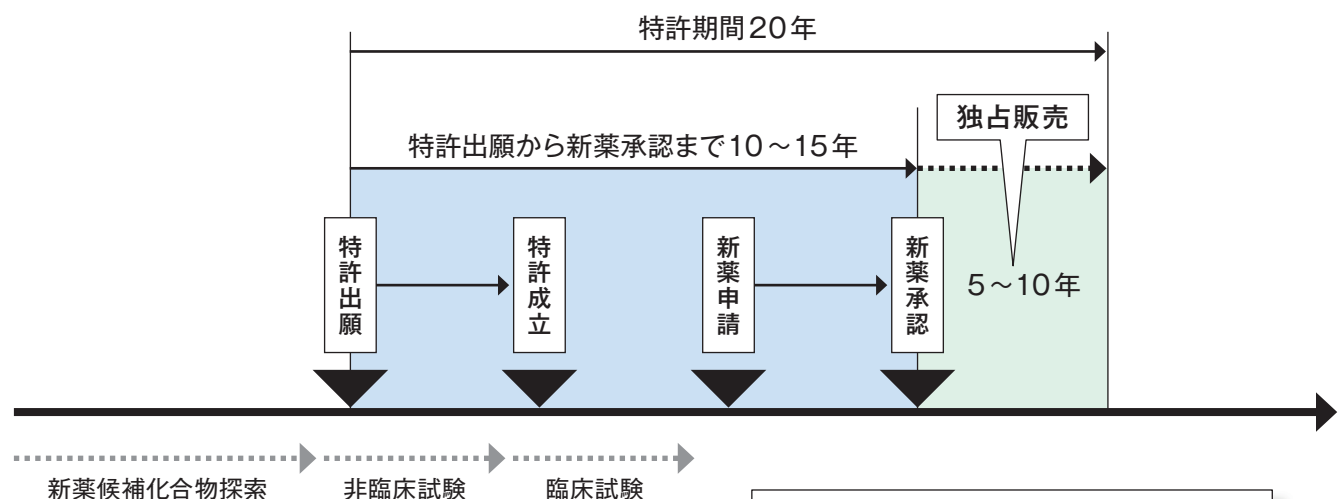 特許期間20年
独占販売
特許出願から新薬承認まで10～15年
特許出願
特許成立
新薬申請
新薬承認
5～10年
新薬候補化合物探索
非臨床試験
臨床試験